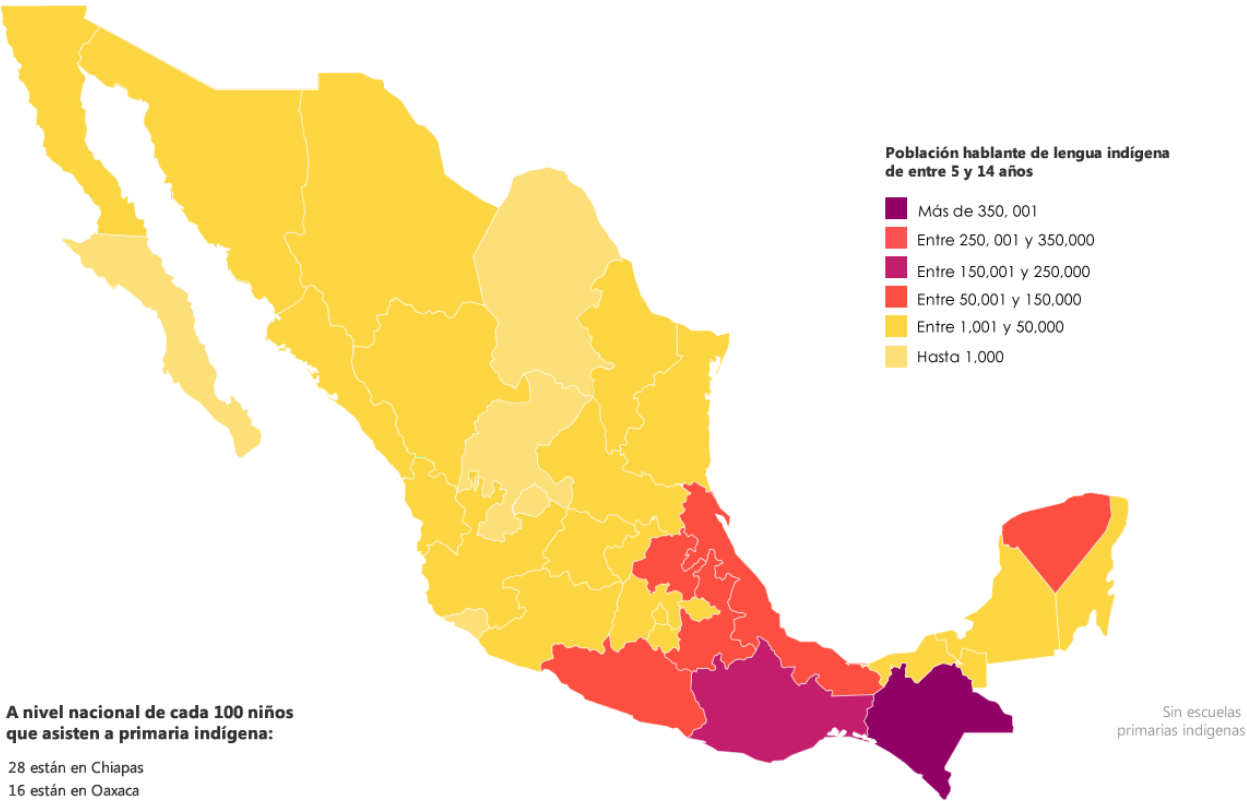 Población hablante de lengua indígena
de entre 5 y 14 años
Más de 350, 001
Entre 250, 001 y 350,000
Entre 150,001 y 250,000
Entre 50,001 y 150,000
Entre 1,001 y 50,000
Hasta 1,000
A nivel nacional de cada 100 niños
que asisten a primaria indígena:
28 están en Chiapas
16 están en Oaxaca
Sin escuelas
primarias indígenas